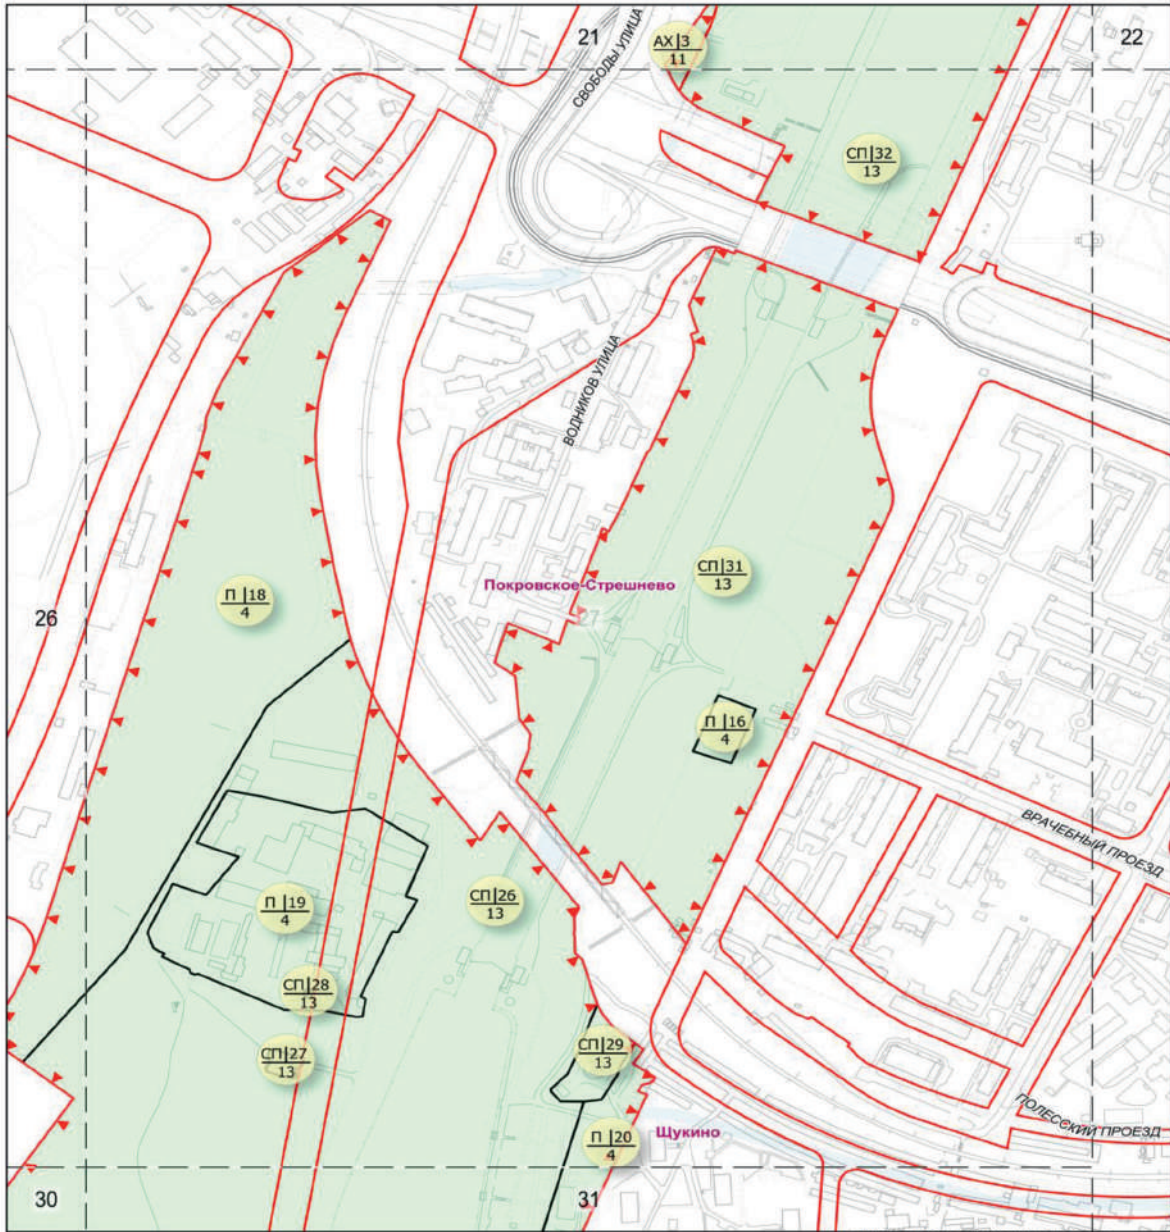 21
22
СВОБОДЫ УЛИЦА
АХ|3
11
СП|32
13
ВОДНИКОВ УЛИЦА
Покровское-Стрешнево
СП|31
13
27
26
П |18
4
П |16
4
ВРАЧЕБНЫЙ ПРОЕЗД
СП|26
13
П |19
4
СП|28
13
СП|27
13
СП|29
13
ПОЛЕССКИЙ ПРОЕЗД
П |20
4
Щукино
30
31